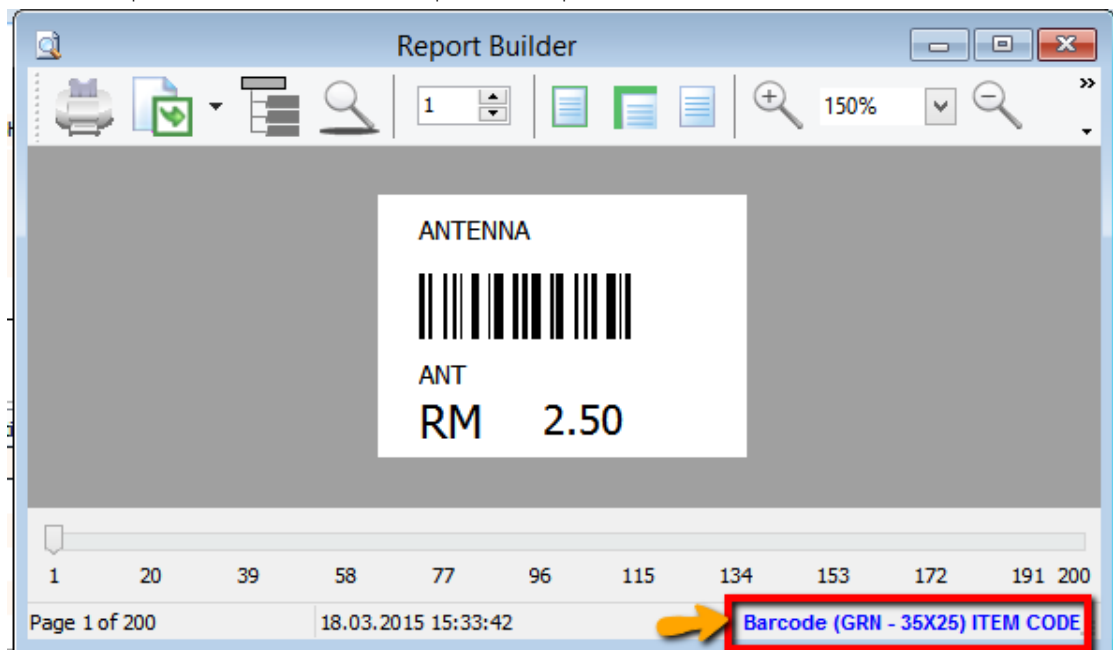 Report Builder
1
150%
ANTENNA
ANT
RM 2.50
1 20 39 58 77 96 115 134 153 172 191 200
Page 1 of 200 18.03.2015 15:33:42 Barcode (GRN - 35X25) ITEM CODE